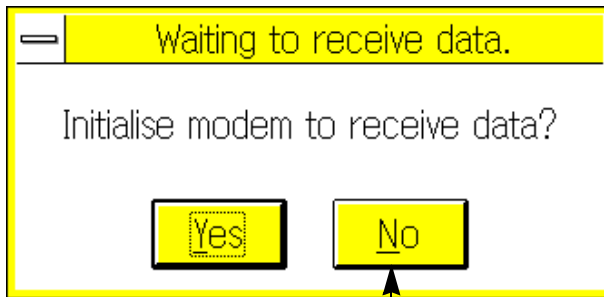 Waiting to receive data.
Initialise modem to receive data?
Yes No